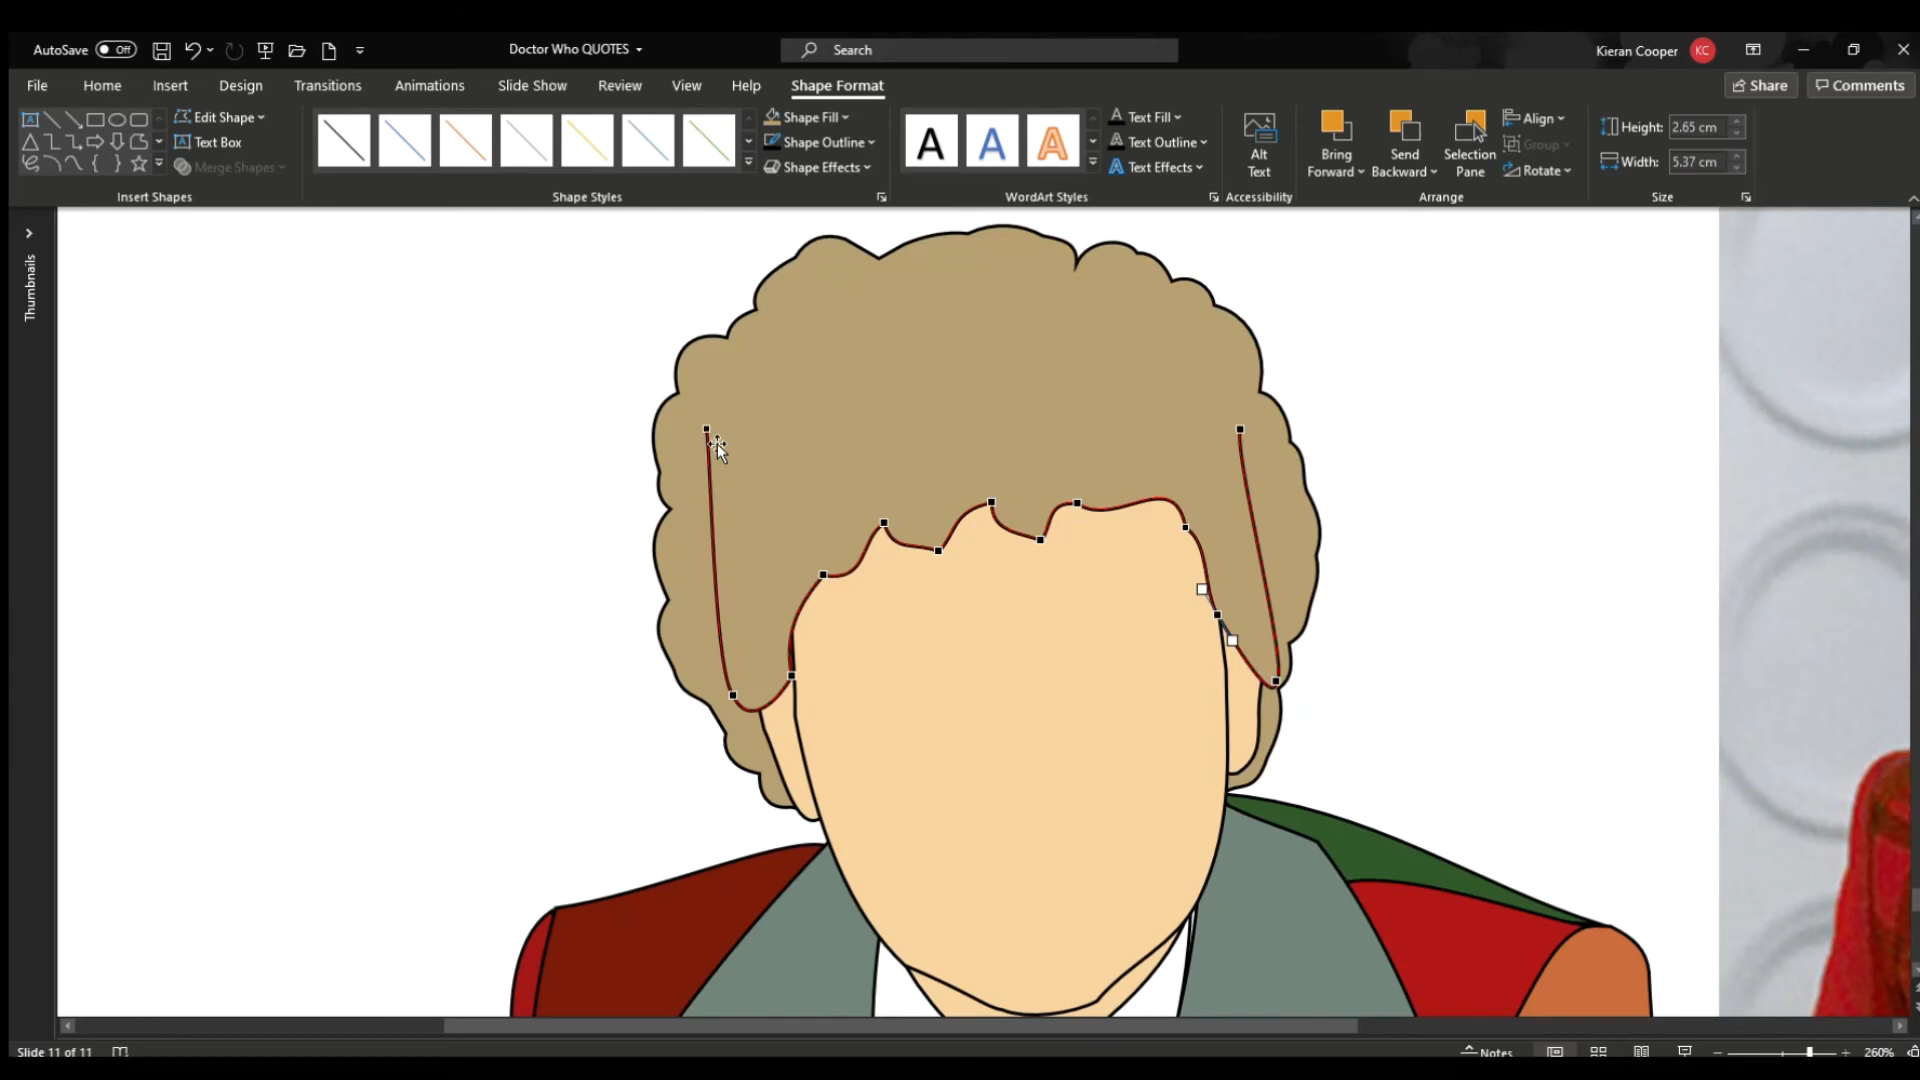 AutoSave Off Doctor Who QUOTES Search Kieran Cooper KC
File Home Insert Design Transitions Animations Slide Show Review View Help Shape Format Share Comments
A Edit Shape
Text Box
Merge Shapes
Insert Shapes
Shape Fill
Shape Outline
Shape Effects
Shape Styles
A A A
A Text Fill
A Text Outline
A Text Effects
WordArt Styles
Alt
Text
Accessibility
Bring
Forward
Send
Backward
Selection
Pane
Align
Group
Rotate
Arrange
Height: 2.65 cm
Width: 5.37 cm
Size
Thumbnails
Slide 11 of 11 Notes 260%